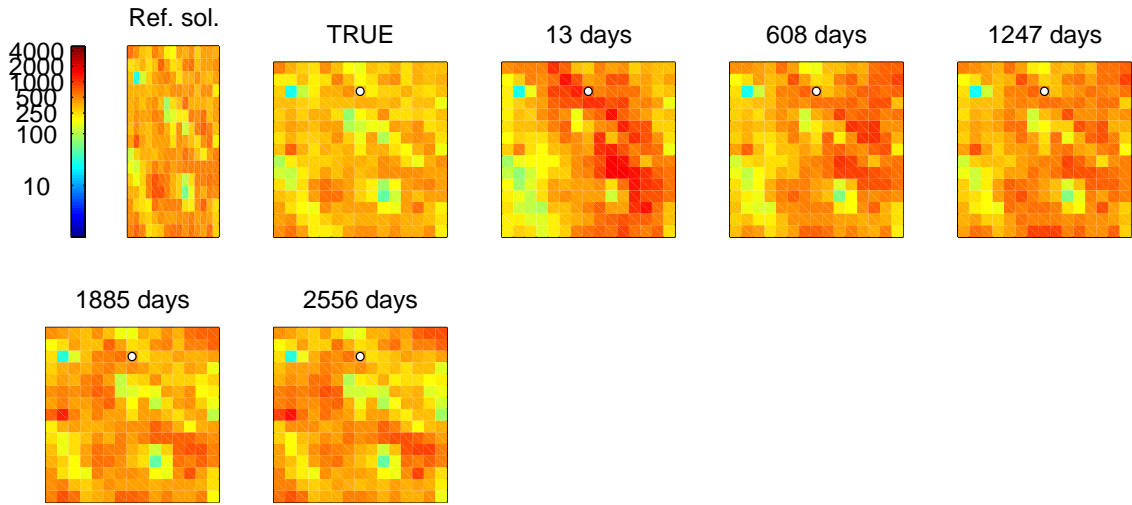 Ref. sol.
TRUE
13 days
608 days
1247 days
4000
2000
1000
500
250
100
10
1885 days
2556 days